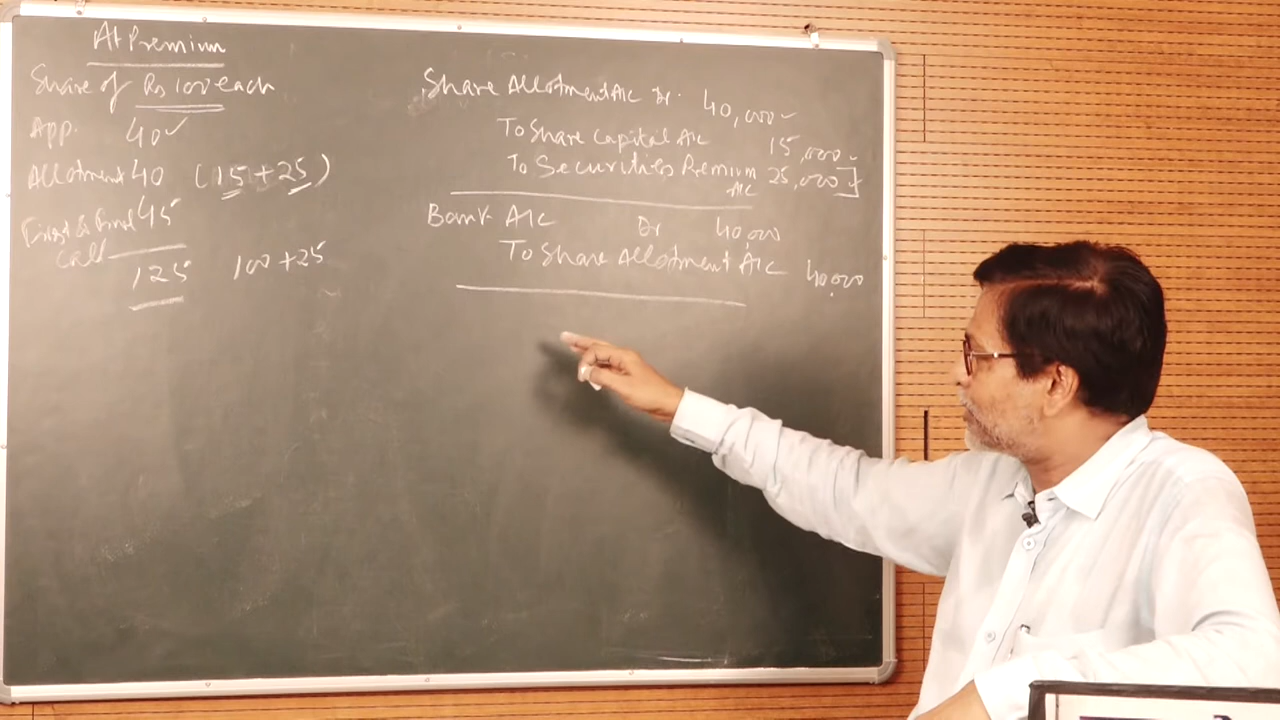 At Premium
Share of Rs 100 each
App. 40 ✓
Allotment 40 (15+25)
First & Final 45
Call
125 100+25
Share Allotment A/c Dr. 40,000
To Share Capital A/c 15,000
To Securities Premium 25,000
A/c
Bank A/c Dr 40,000
To Share Allotment A/c 40,000